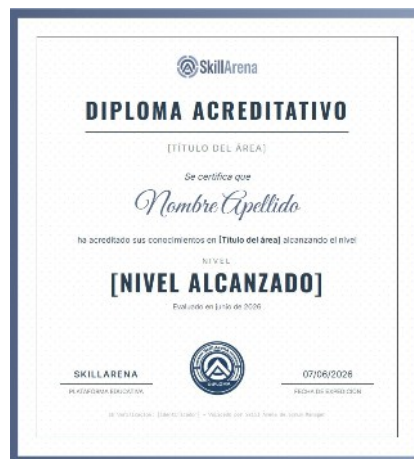 SkillArena
DIPLOMA ACREDITATIVO
[TÍTULO DEL ÁREA]
Se certifica que
Nombre Apellido
ha acreditado sus conocimientos en [Título del área] alcanzando el nivel
NIVEL
[NIVEL ALCANZADO]
Evaluado en junio de 2026
SKILLARENA
PLATAFORMA EDUCATIVA
07/06/2026
FECHA DE EXPEDICIÓN